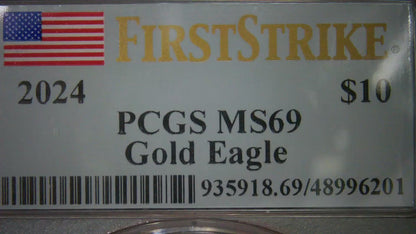 FIRSTSTRIKE®
2024 $10
PCGS MS69
Gold Eagle
935918.69/48996201